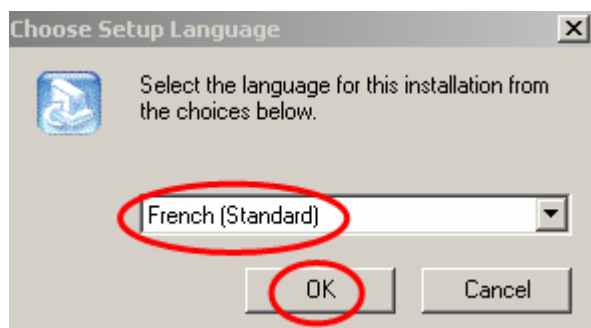 Choose Setup Language
Select the language for this installation from
the choices below.
French (Standard)
OK
Cancel